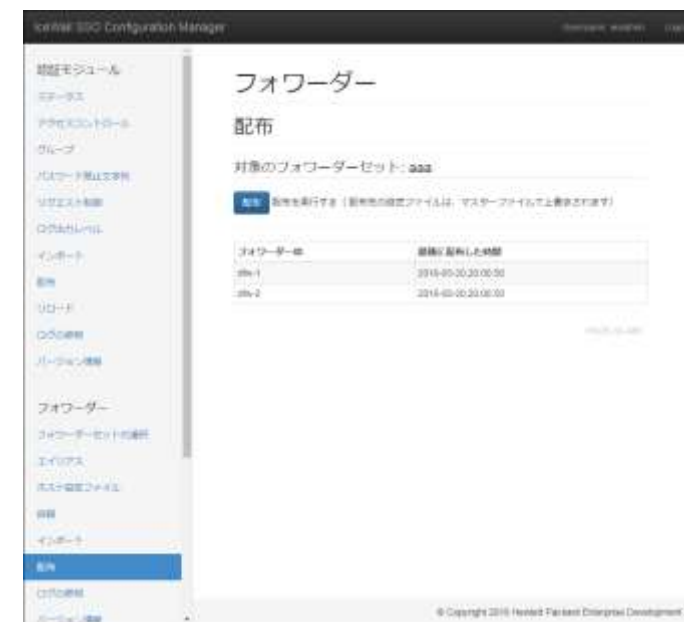 IceWall SSO Configuration Manager
認証モジュール
ステータス
アクセスコントロール
グループ
パスワード禁止文字列
リクエスト制御
ログ出力レベル
インポート
配布
リロード
ログの参照
バージョン情報
フォワーダー
フォワーダーセットの選択
エイリアス
ホスト設定ファイル
インポート
配布
ログの参照
バージョン情報
フォワーダー
配布
対象のフォワーダーセット: aaa
配布 配布を実行する（配布先の設定ファイルは、マスターファイルで上書きされます）
フォワーダー名 最後に配布した時間
© Copyright 2016 Hewlett Packard Enterprise Development